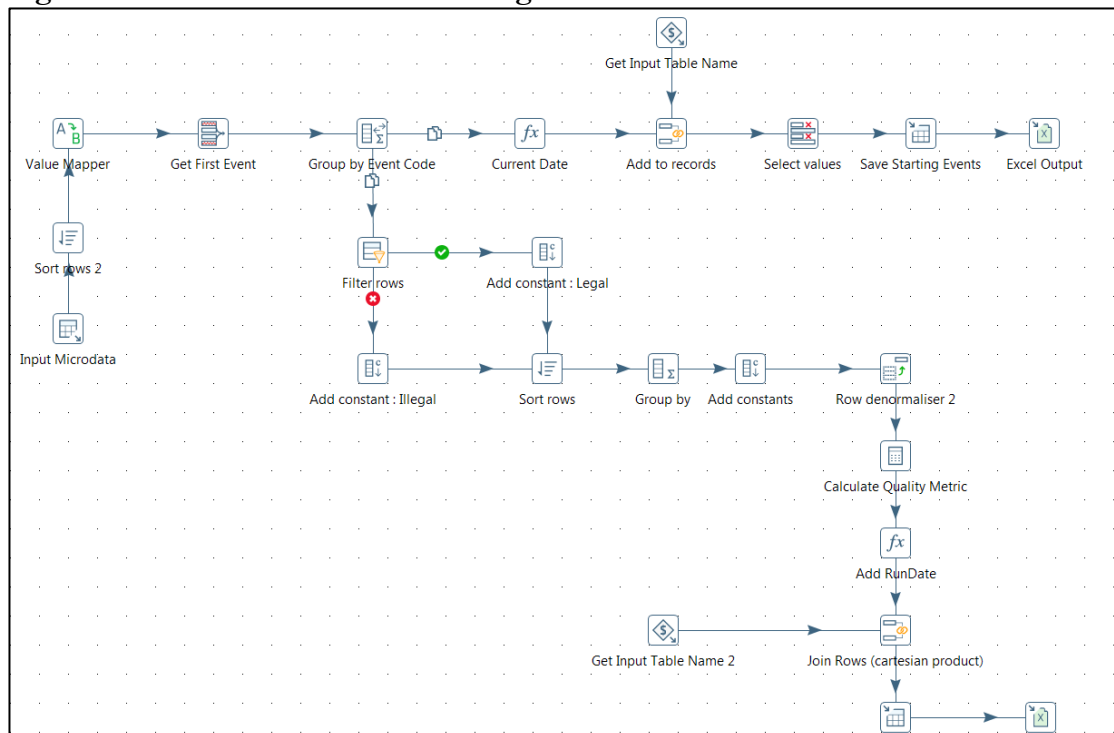 Get Input Table Name
Value Mapper
Get First Event
Group by Event Code
Current Date
Add to records
Select values
Save Starting Events
Excel Output
Sort rows 2
Filter rows
Add constant : Legal
Input Microdata
Add constant : Illegal
Sort rows
Group by
Add constants
Row denormaliser 2
Calculate Quality Metric
Add RunDate
Get Input Table Name 2
Join Rows (cartesian product)